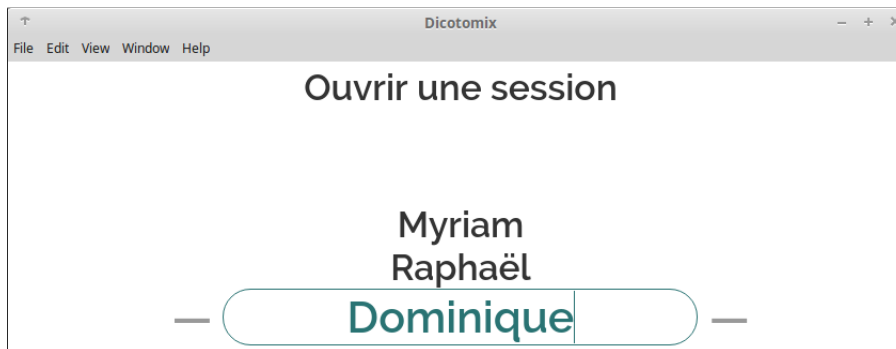 Dicotomix
File Edit View Window Help
Ouvrir une session
Myriam
Raphaël
Dominique